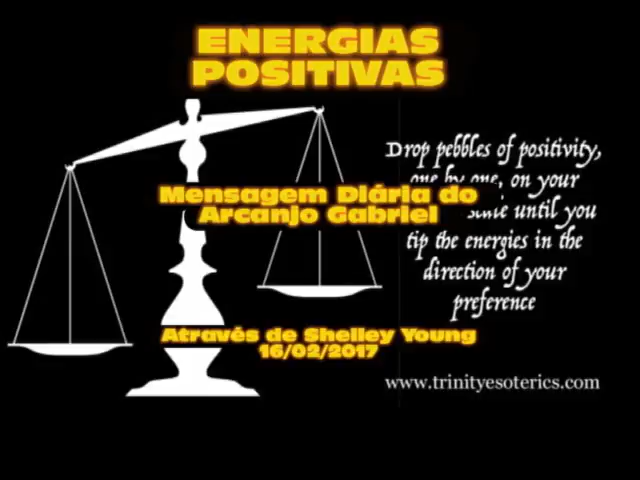 ENERGIAS
POSITIVAS
Drop pebbles of positivity,
one by one, on your
Mensagem Diária do
Arcanjo Gabriel
until you
tip the energies in the
direction of your
preference
Através de Shelley Young
16/02/2017
www.trinityesoterics.com